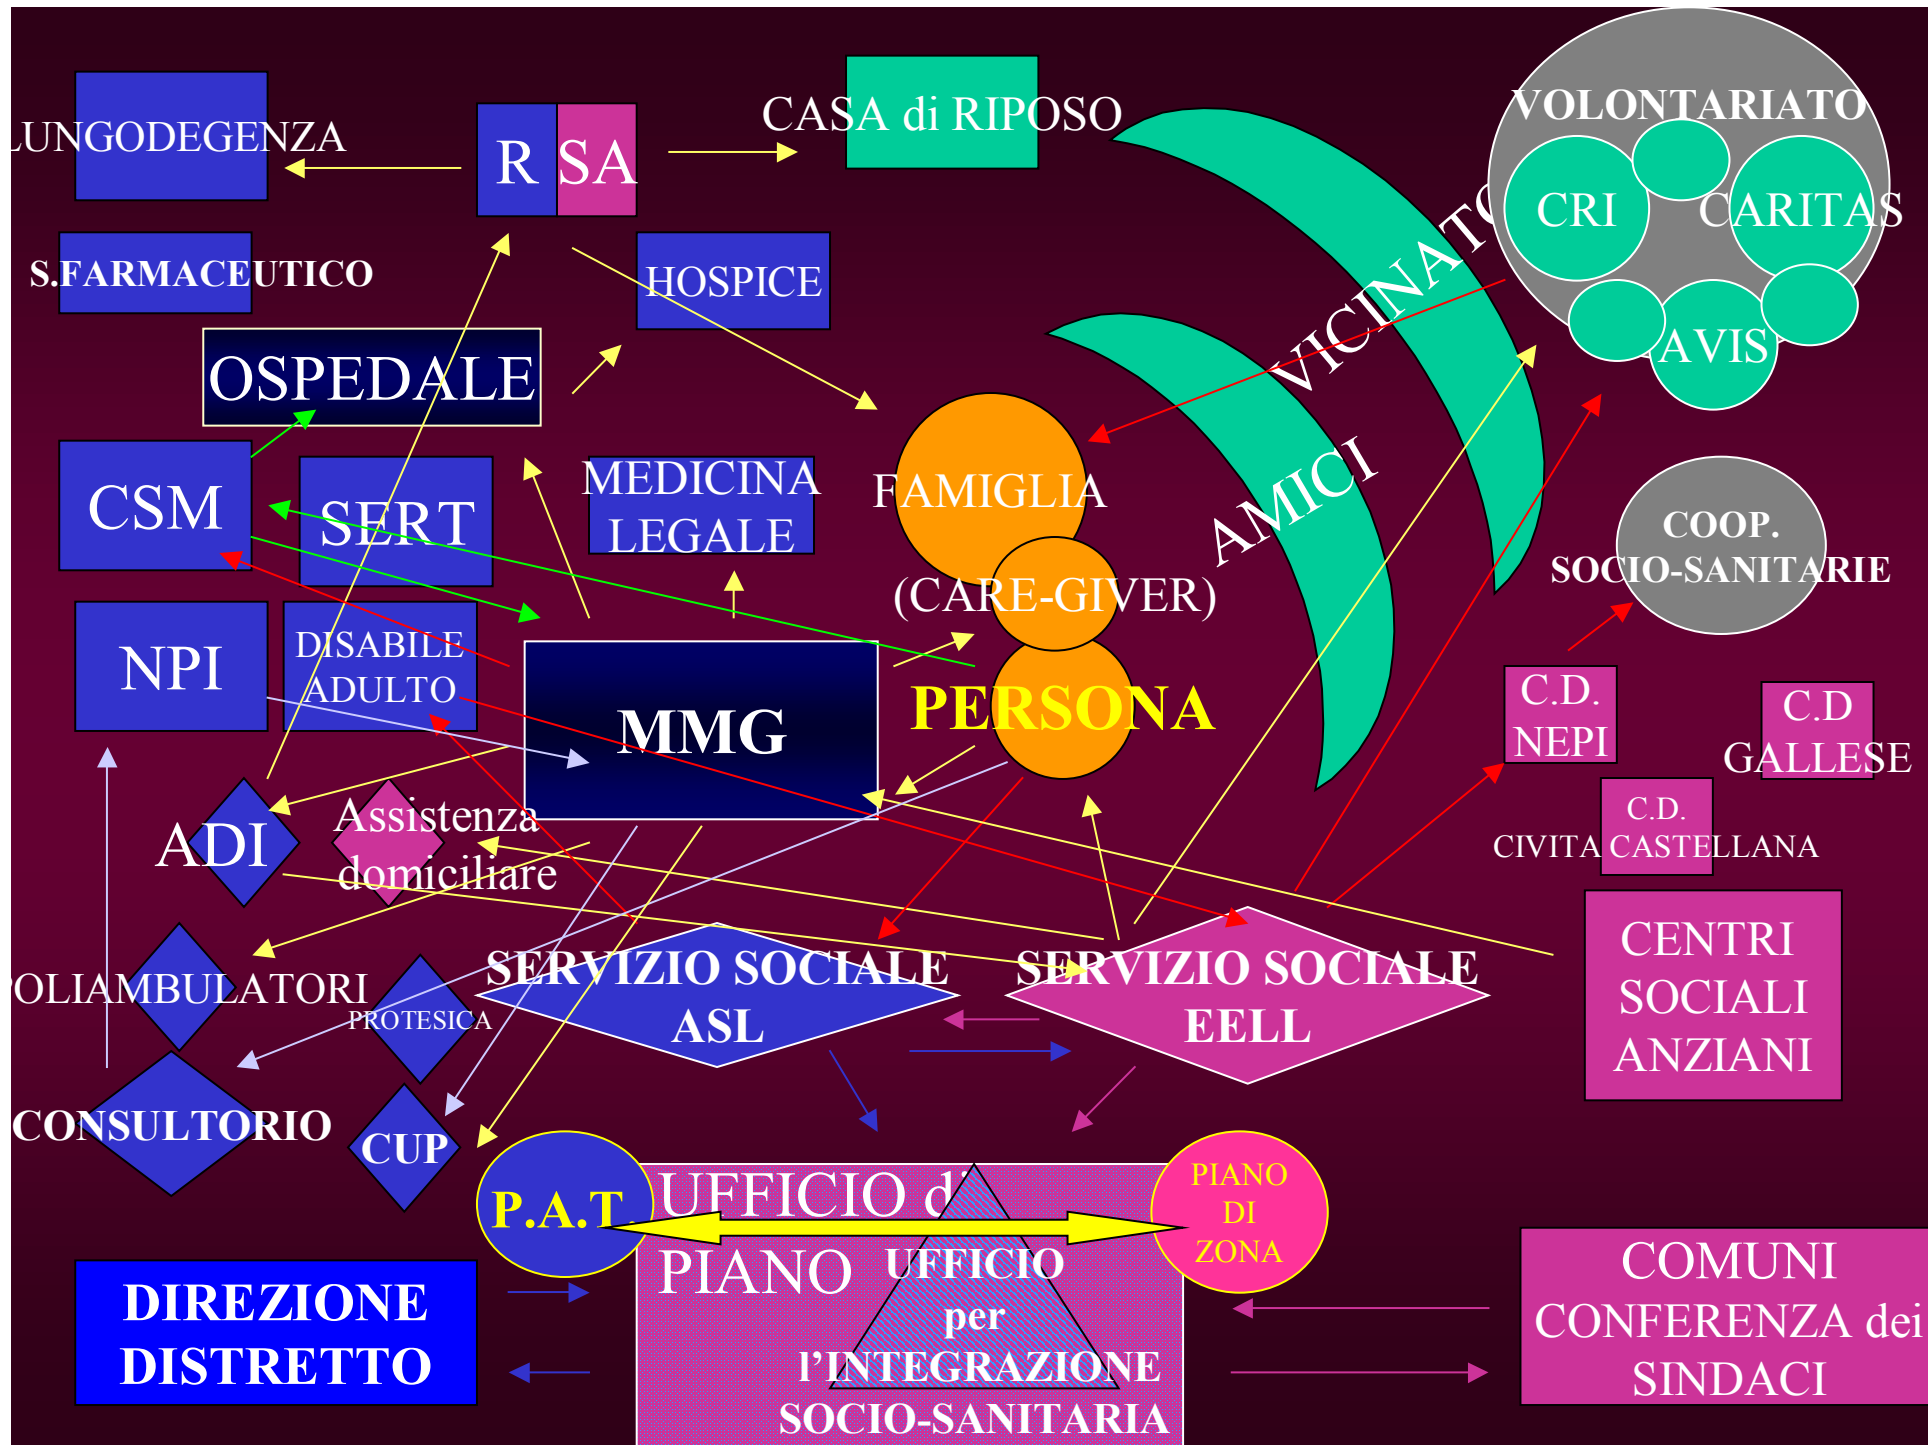 LUNGODEGENZA
R SA
CASA di RIPOSO
VOLONTARIATO
CRI
CARITAS
AVIS
S.FARMACEUTICO
HOSPICE
VICINATO
OSPEDALE
CSM
SERT
MEDICINA
LEGALE
FAMIGLIA
AMICI
COOP.
SOCIO-SANITARIE
(CARE-GIVER)
NPI
DISABILE
ADULTO
MMG
PERSONA
C.D.
NEPI
C.D
GALLESE
ADI
Assistenza
domiciliare
C.D.
CIVITA CASTELLANA
POLIAMBULATORI
PROTESICA
SERVIZIO SOCIALE
ASL
SERVIZIO SOCIALE
EELL
CENTRI
SOCIALI
ANZIANI
CONSULTORIO
CUP
P.A.T.
UFFICIO di
PIANO
PIANO
DI
ZONA
UFFICIO
per
l’INTEGRAZIONE
SOCIO-SANITARIA
DIREZIONE
DISTRETTO
COMUNI
CONFERENZA dei
SINDACI